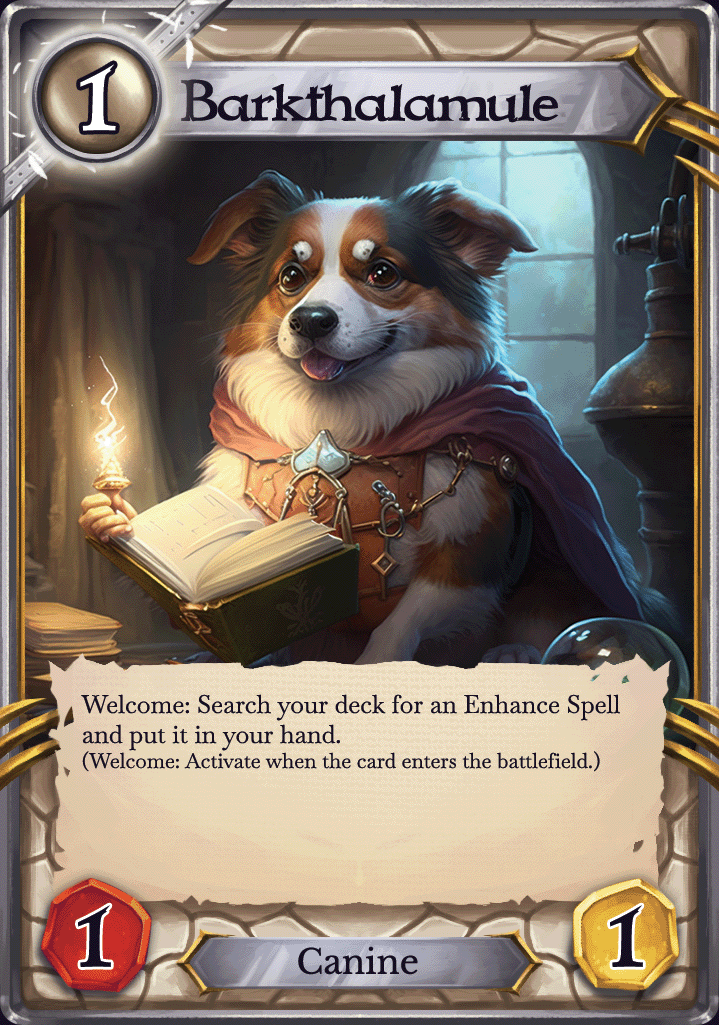 1
Barkthalamule
Welcome: Search your deck for an Enhance Spell
and put it in your hand.
(Welcome: Activate when the card enters the battlefield.)
1
Canine
1